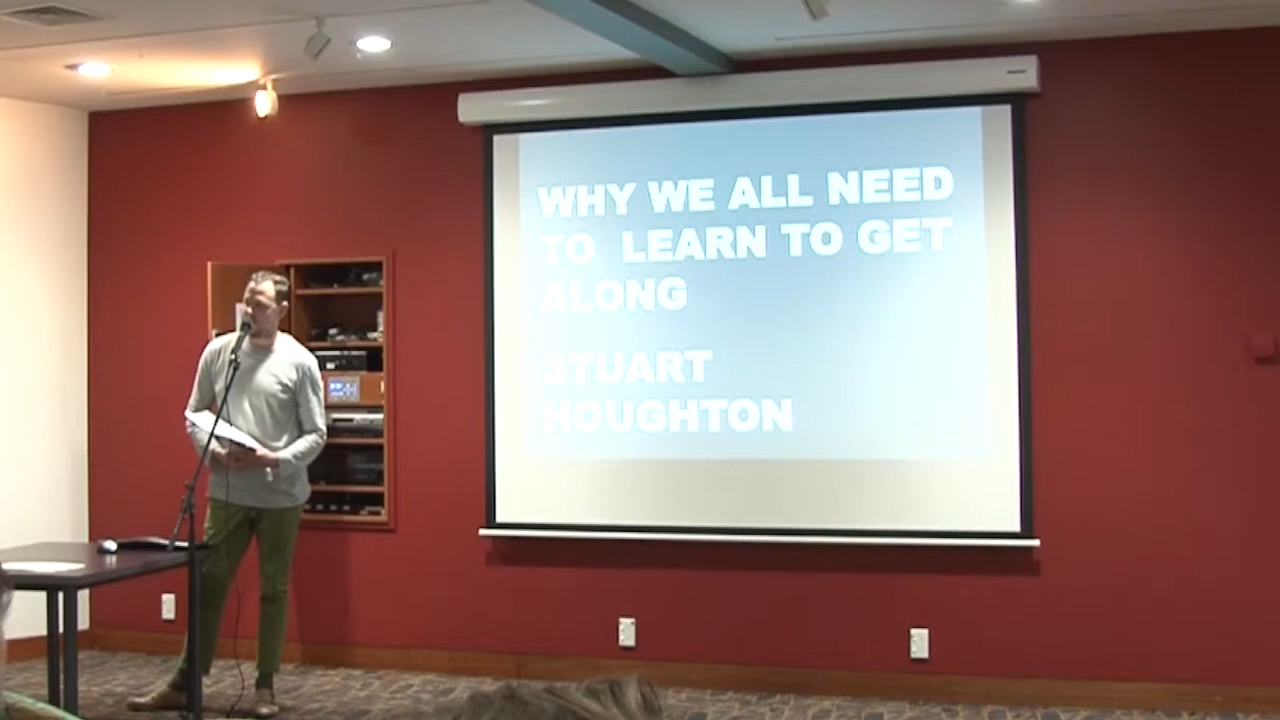 WHY WE ALL NEED
TO LEARN TO GET
ALONG
STUART
HOUGHTON